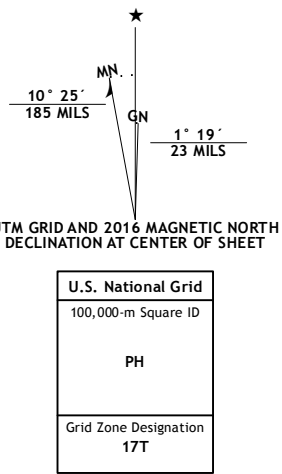 MN
10° 25´
185 MILS
GN
1° 19´
23 MILS
UTM GRID AND 2016 MAGNETIC NORTH
DECLINATION AT CENTER OF SHEET
U.S. National Grid
100,000-m Square ID
PH
Grid Zone Designation
17T